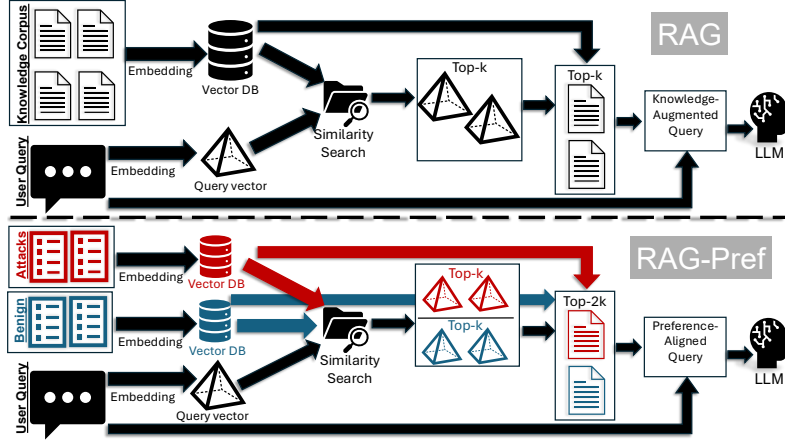 RAG
Knowledge Corpus
Embedding
Vector DB
Top-k
Top-k
Similarity
Search
Knowledge-
Augmented
Query
LLM
User Query
Embedding
Query vector
RAG-Pref
Attacks
Embedding
Vector DB
Top-k
Top-2k
Benign
Embedding
Vector DB
Top-k
Similarity
Search
Preference-
Aligned
Query
LLM
User Query
Embedding
Query vector